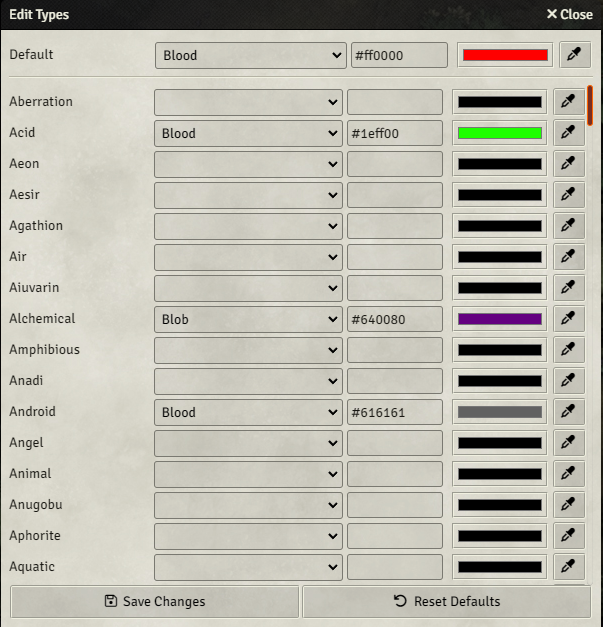 Edit Types ✕ Close
Default Blood #ff0000
Aberration
Acid Blood #1eff00
Aeon
Aesir
Agathion
Air
Aiuvarin
Alchemical Blob #640080
Amphibious
Anadi
Android Blood #616161
Angel
Animal
Anugobu
Aphorite
Aquatic
Save Changes Reset Defaults